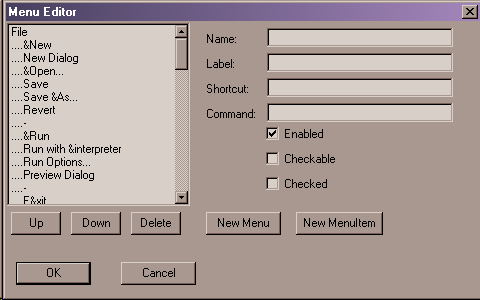 Menu Editor
File
....&New
....New Dialog
....&Open...
....Save
....Save &As...
....Revert
....-
....&Run
....Run with &interpreter
....Run Options...
....Preview Dialog
....-
....E&xit
Name:
Label:
Shortcut:
Command:
Enabled
Checkable
Checked
Up Down Delete New Menu New MenuItem
OK Cancel